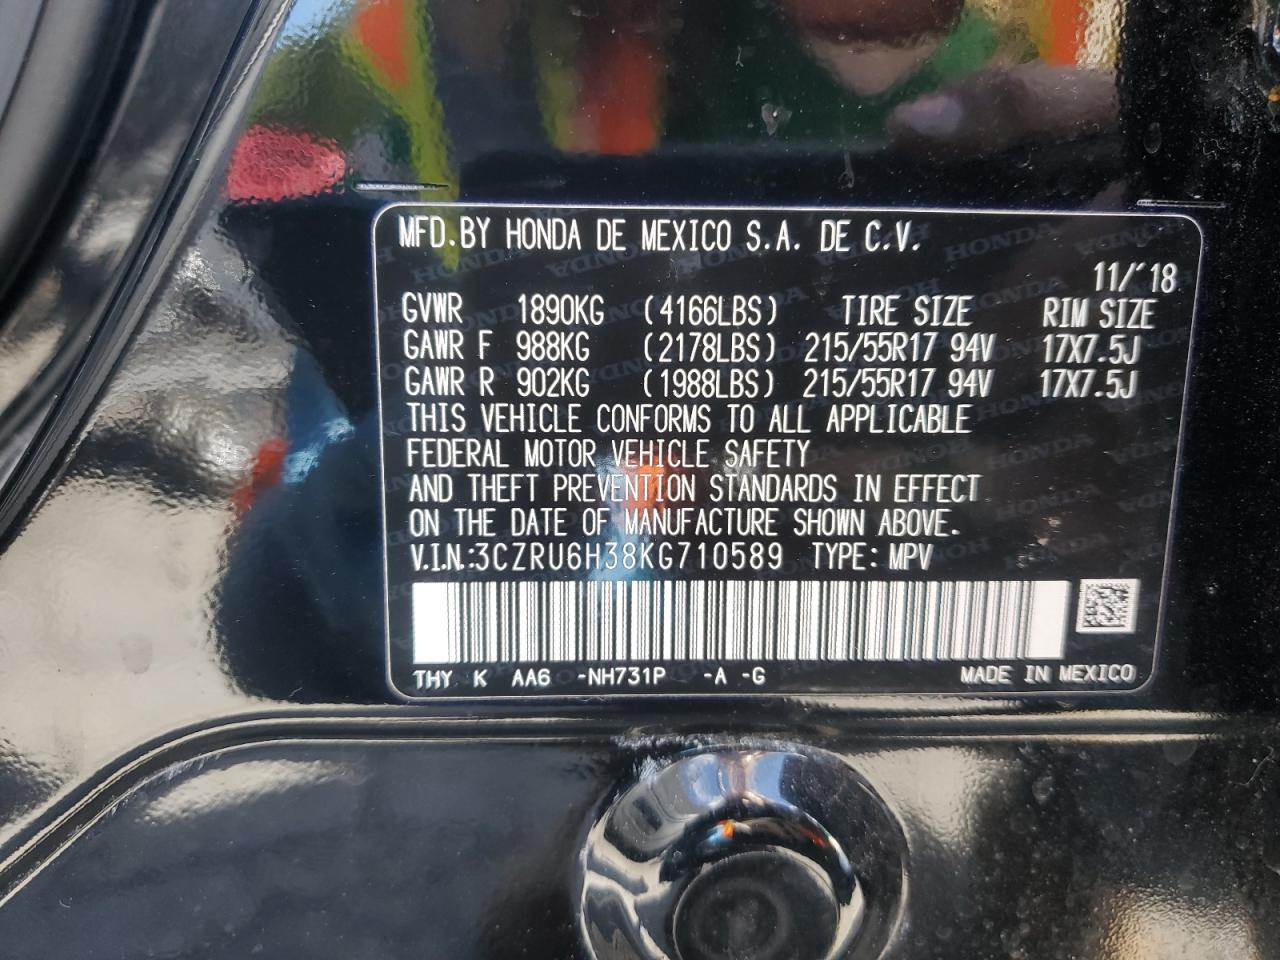 MFD.BY HONDA DE MEXICO S.A. DE C.V.
11/'18
GVWR 1890KG (4166LBS) TIRE SIZE RIM SIZE
GAWR F 988KG (2178LBS) 215/55R17 94V 17X7.5J
GAWR R 902KG (1988LBS) 215/55R17 94V 17X7.5J
THIS VEHICLE CONFORMS TO ALL APPLICABLE
FEDERAL MOTOR VEHICLE SAFETY
AND THEFT PREVENTION STANDARDS IN EFFECT
ON THE DATE OF MANUFACTURE SHOWN ABOVE.
V.I.N.:3CZRU6H38KG710589 TYPE: MPV
THY K AA6 -NH731P -A -G MADE IN MEXICO